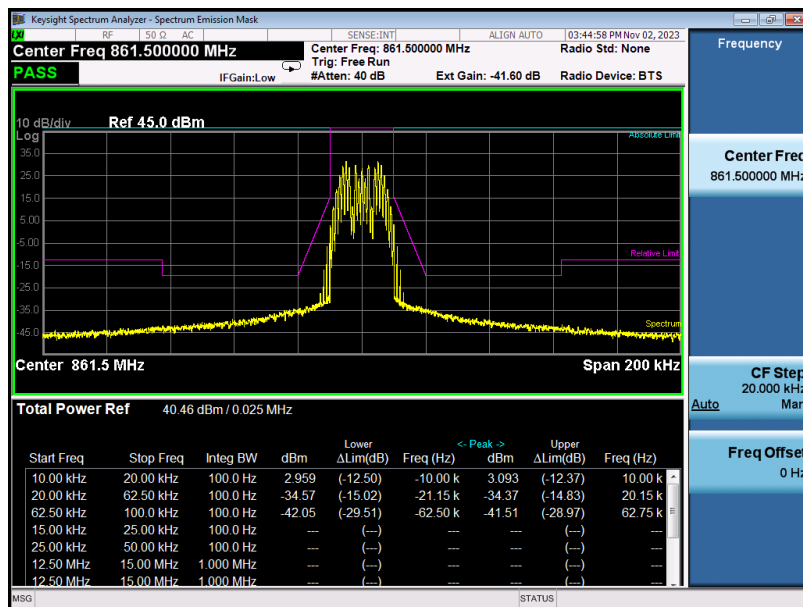 Keysight Spectrum Analyzer - Spectrum Emission Mask
LXI RF 50 Ω AC SENSE:INT ALIGN AUTO 03:44:58 PM Nov 02, 2023
Center Freq 861.500000 MHz Center Freq: 861.500000 MHz Radio Std: None
Trig: Free Run
PASS IFGain:Low #Atten: 40 dB Ext Gain: -41.60 dB Radio Device: BTS
10 dB/div Ref 45.0 dBm
Log Absolute Limit
35.0
25.0
15.0
5.00
-5.00
-15.0 Relative Limit
-25.0
-35.0
-45.0 Spectrum
Center 861.5 MHz Span 200 kHz
Total Power Ref 40.46 dBm / 0.025 MHz
Lower <- Peak -> Upper
Start Freq Stop Freq Integ BW dBm ΔLim(dB) Freq (Hz) dBm ΔLim(dB) Freq (Hz)
10.00 kHz 20.00 kHz 100.0 Hz 2.959 (-12.50) -10.00 k 3.093 (-12.37) 10.00 k
20.00 kHz 62.50 kHz 100.0 Hz -34.57 (-15.02) -21.15 k -34.37 (-14.83) 20.15 k
62.50 kHz 100.0 kHz 100.0 Hz -42.05 (-29.51) -62.50 k -41.51 (-28.97) 62.75 k
15.00 kHz 25.00 kHz 100.0 Hz --- (---) --- --- (---) ---
25.00 kHz 50.00 kHz 100.0 Hz --- (---) --- --- (---) ---
12.50 MHz 15.00 MHz 1.000 MHz --- (---) --- --- (---) ---
12.50 MHz 15.00 MHz 1.000 MHz --- (---) --- --- (---) ---
MSG STATUS
Frequency
Center Freq
861.500000 MHz
CF Step
20.000 kHz
Auto Man
Freq Offset
0 Hz